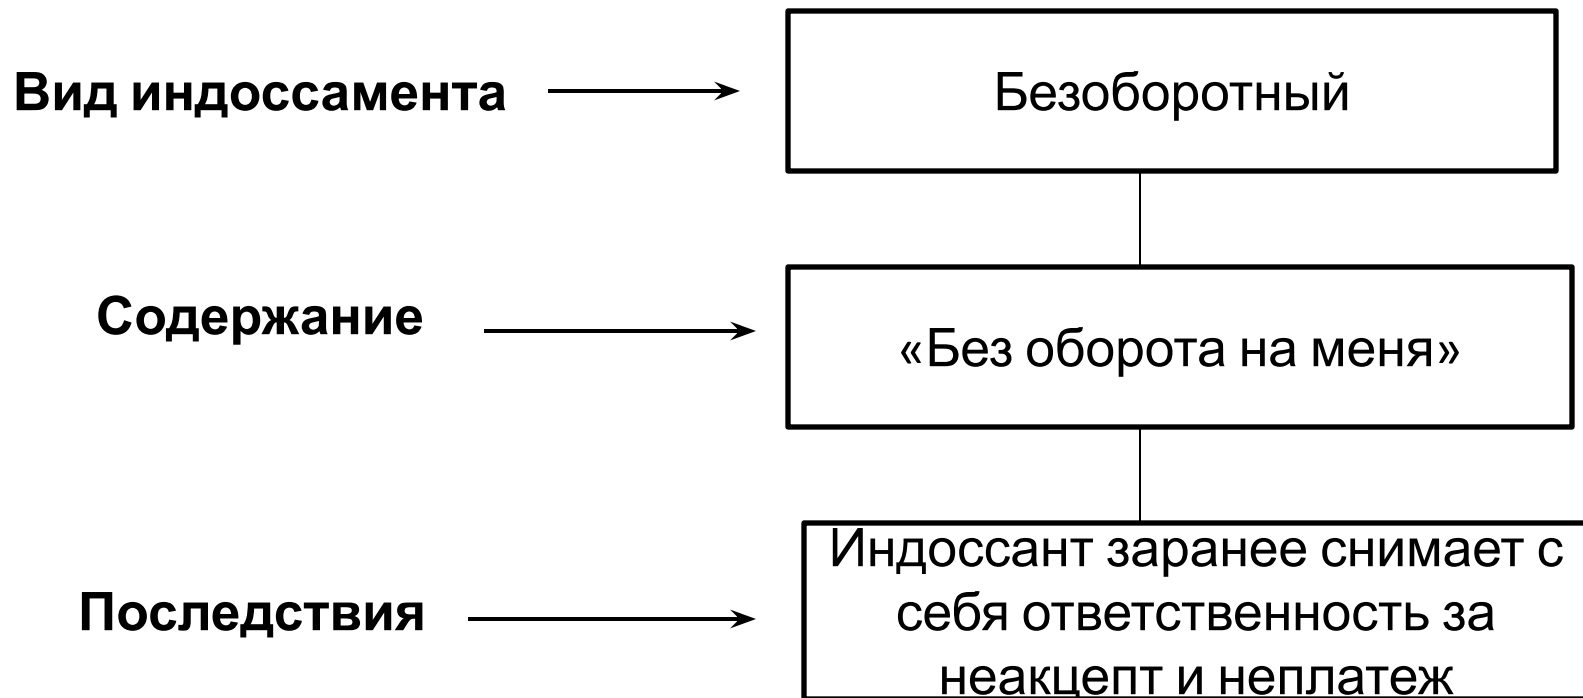 Вид индоссамента
Безоборотный
Содержание
«Без оборота на меня»
Последствия
Индоссант заранее снимает с
себя ответственность за
неакцепт и неплатеж